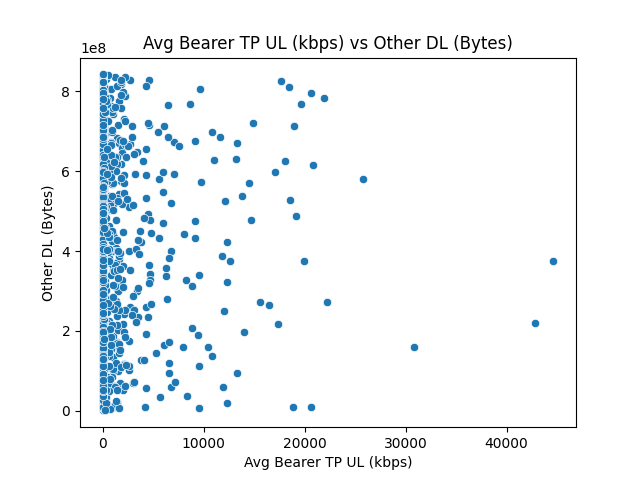 Avg Bearer TP UL (kbps) vs Other DL (Bytes)
1e8
8
6
4
2
0
Other DL (Bytes)
0 10000 20000 30000 40000
Avg Bearer TP UL (kbps)